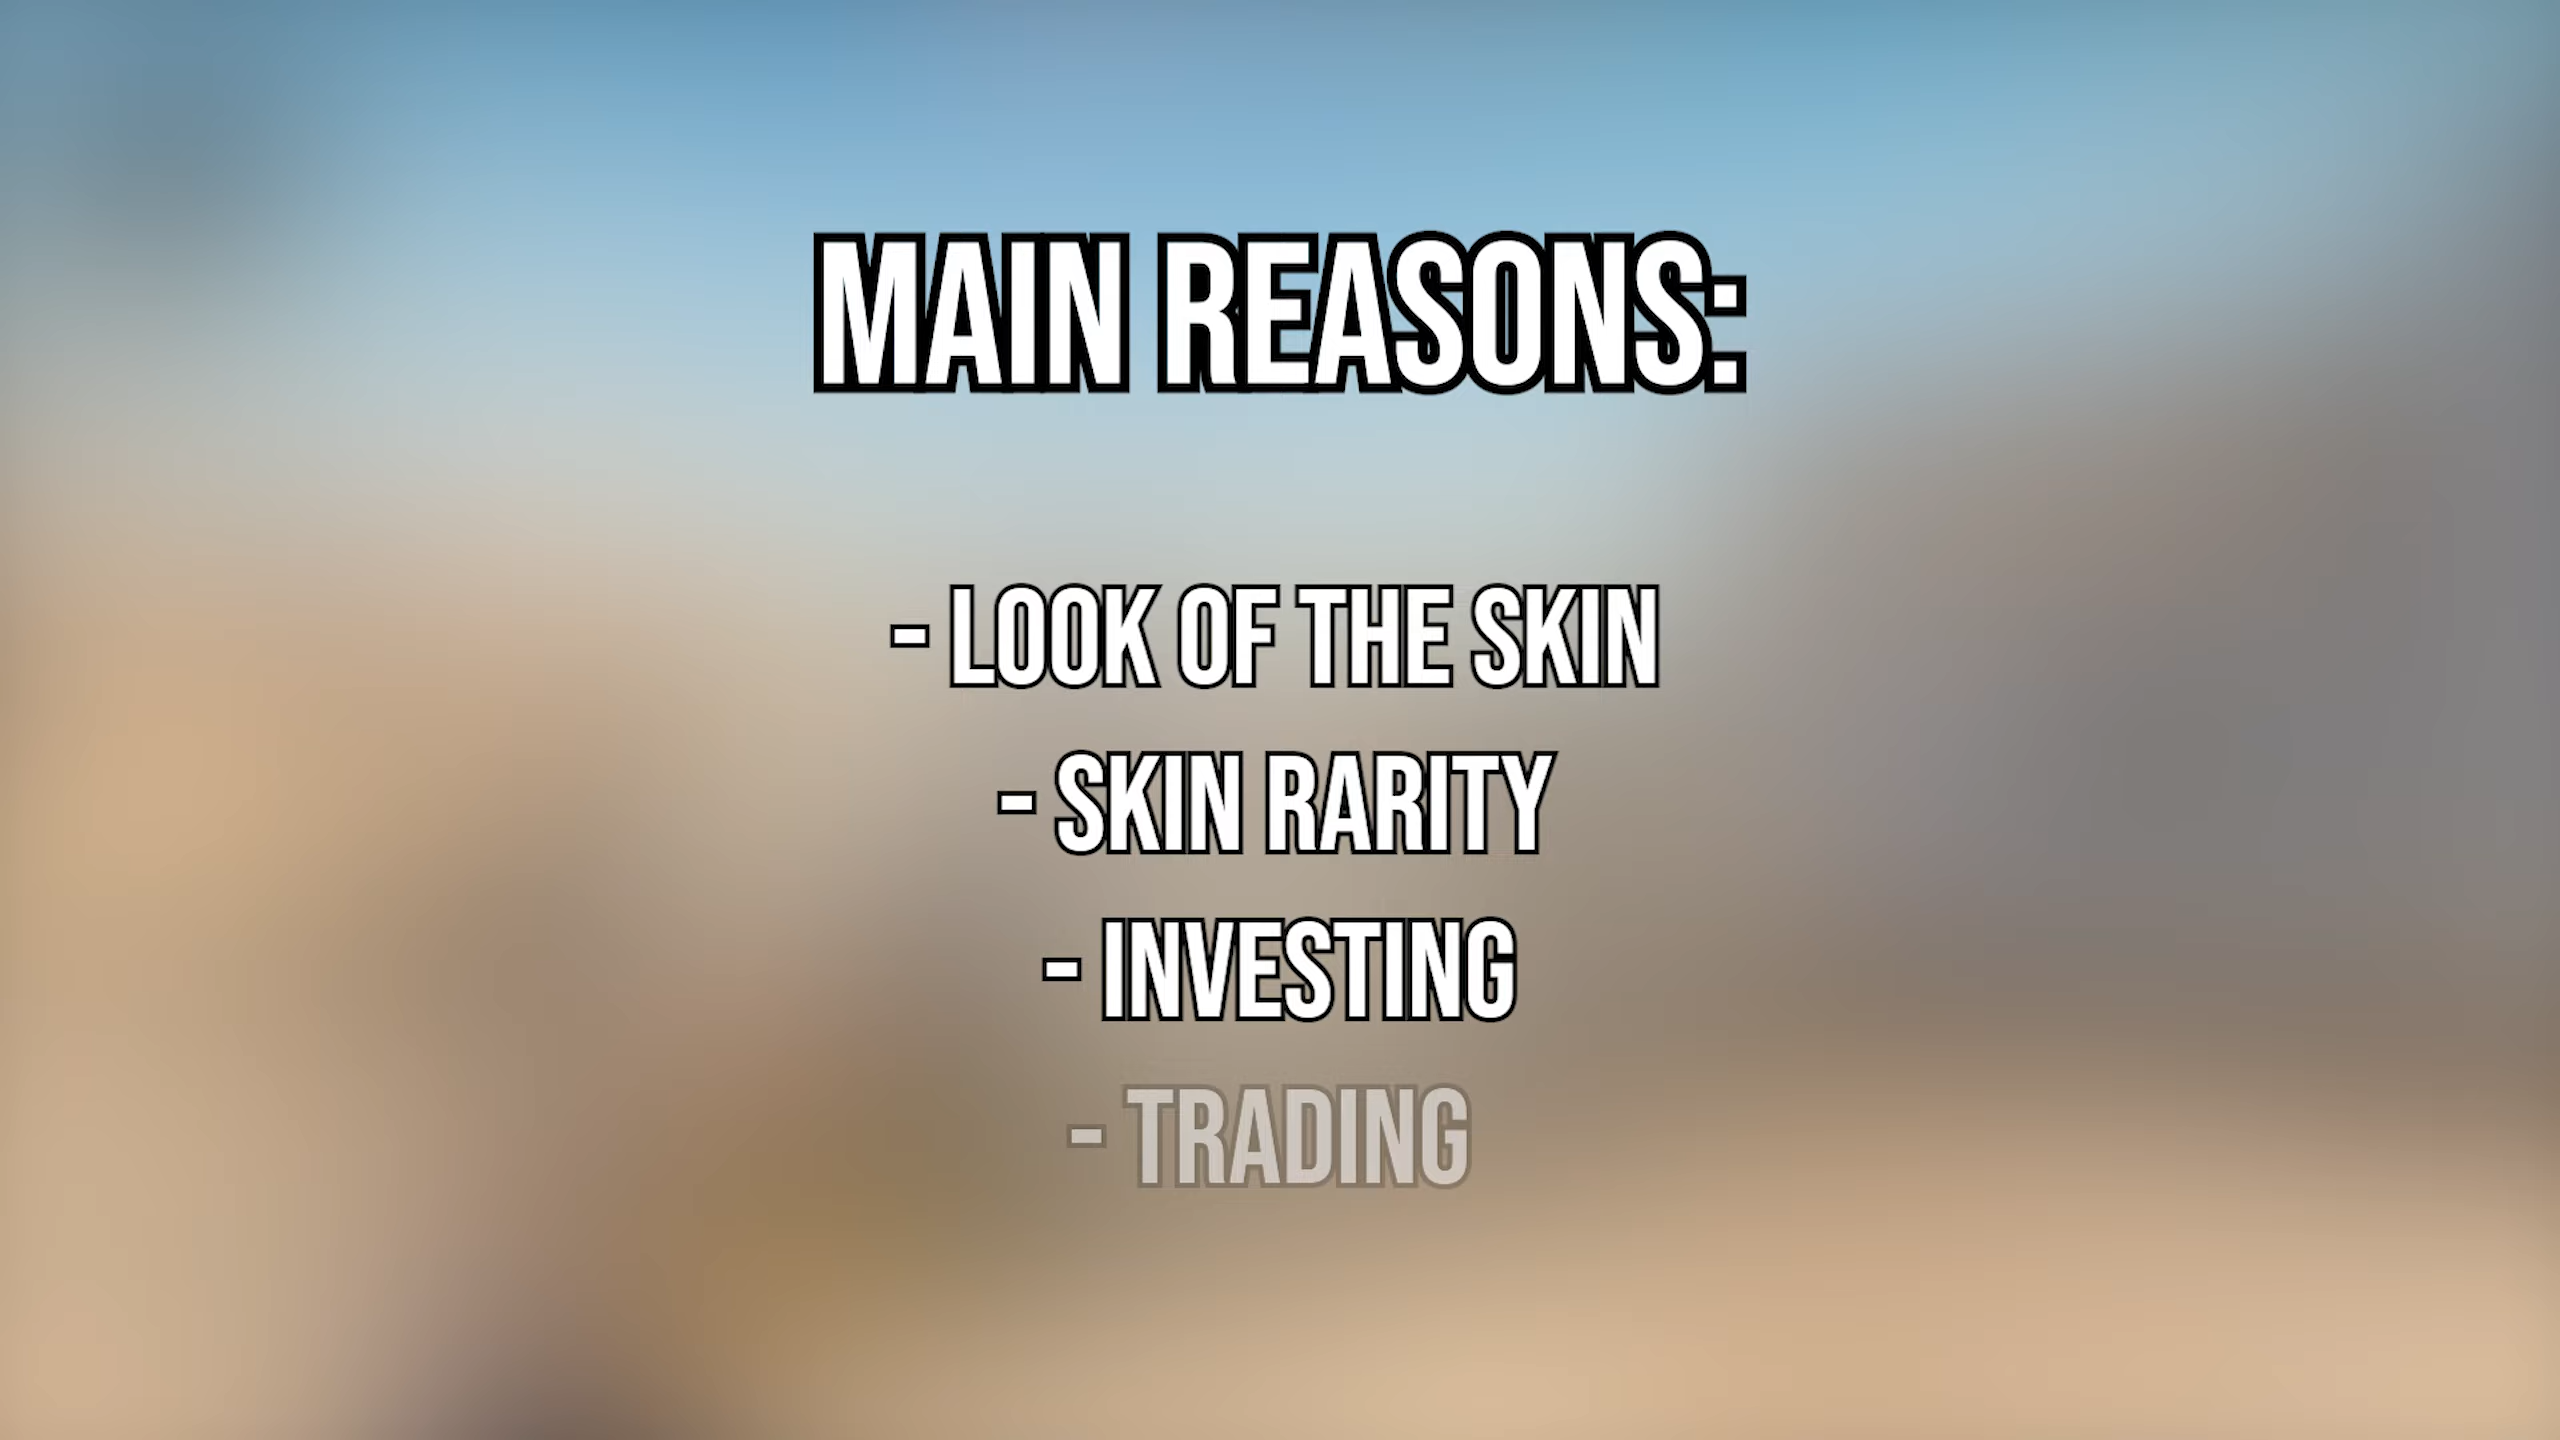 MAIN REASONS:
- LOOK OF THE SKIN
- SKIN RARITY
- INVESTING
- TRADING